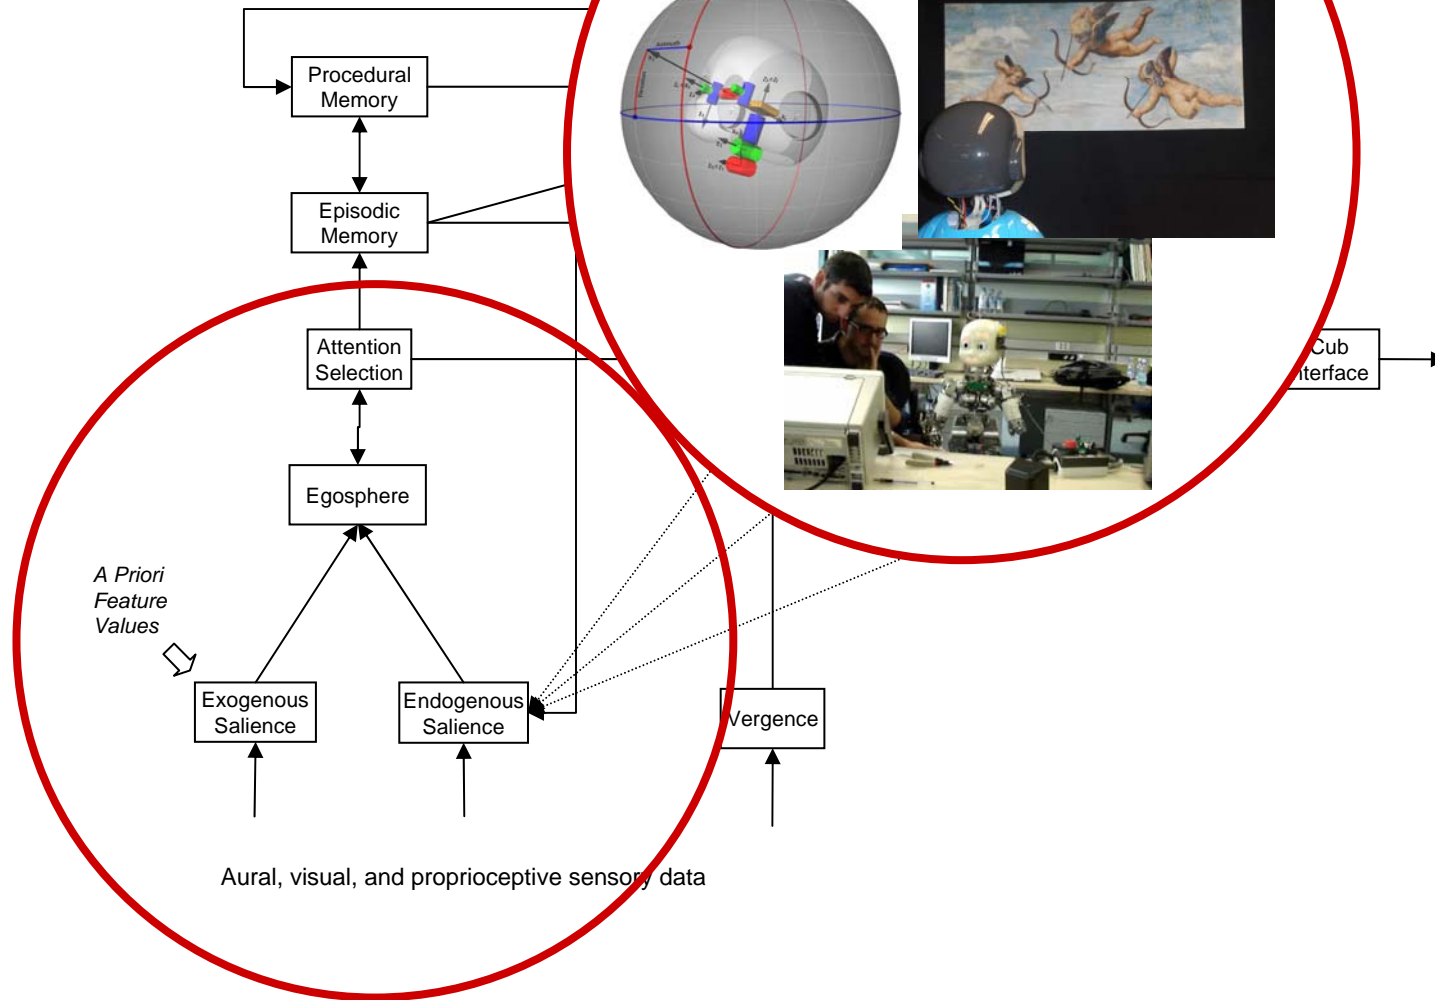 Procedural
Memory
Episodic
Memory
Attention
Selection
Cub
terface
Egosphere
A Priori
Feature
Values
Exogenous
Salience
Endogenous
Salience
Vergence
Aural, visual, and proprioceptive sensory data